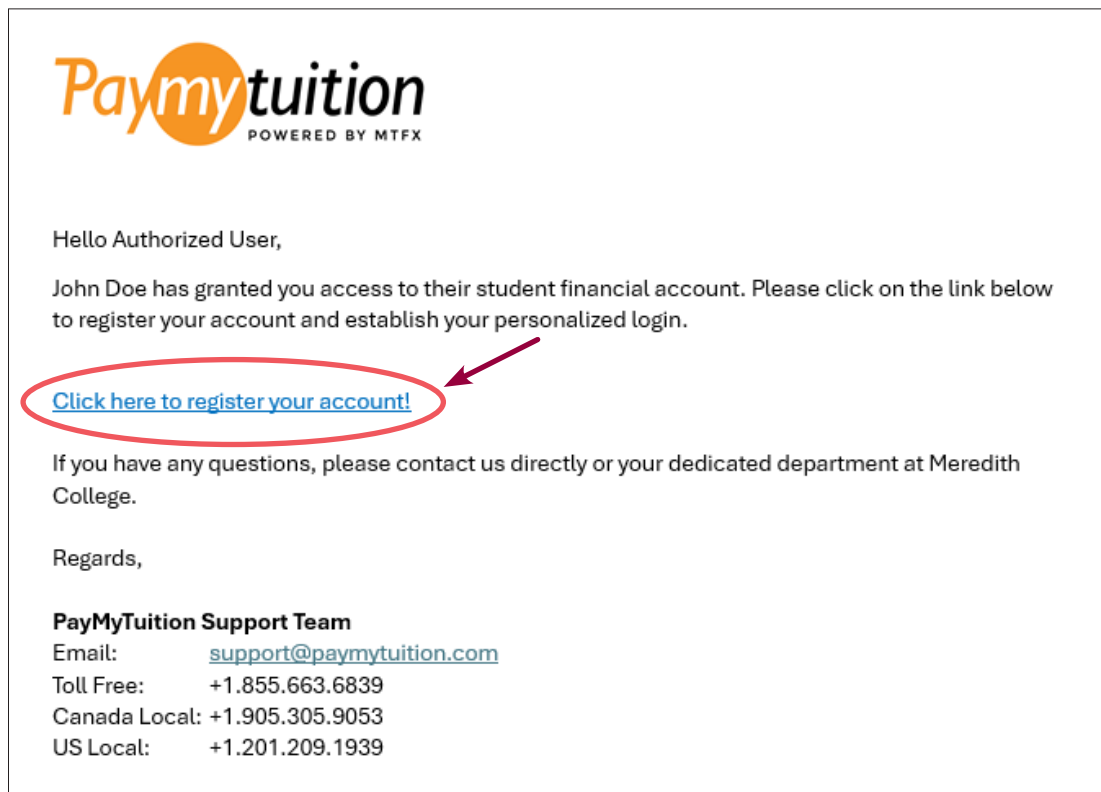 Paymytuition
POWERED BY MTFX
Hello Authorized User,
John Doe has granted you access to their student financial account. Please click on the link below
to register your account and establish your personalized login.
Click here to register your account!
If you have any questions, please contact us directly or your dedicated department at Meredith
College.
Regards,
PayMyTuition Support Team
Email: support@paymytuition.com
Toll Free: +1.855.663.6839
Canada Local: +1.905.305.9053
US Local: +1.201.209.1939